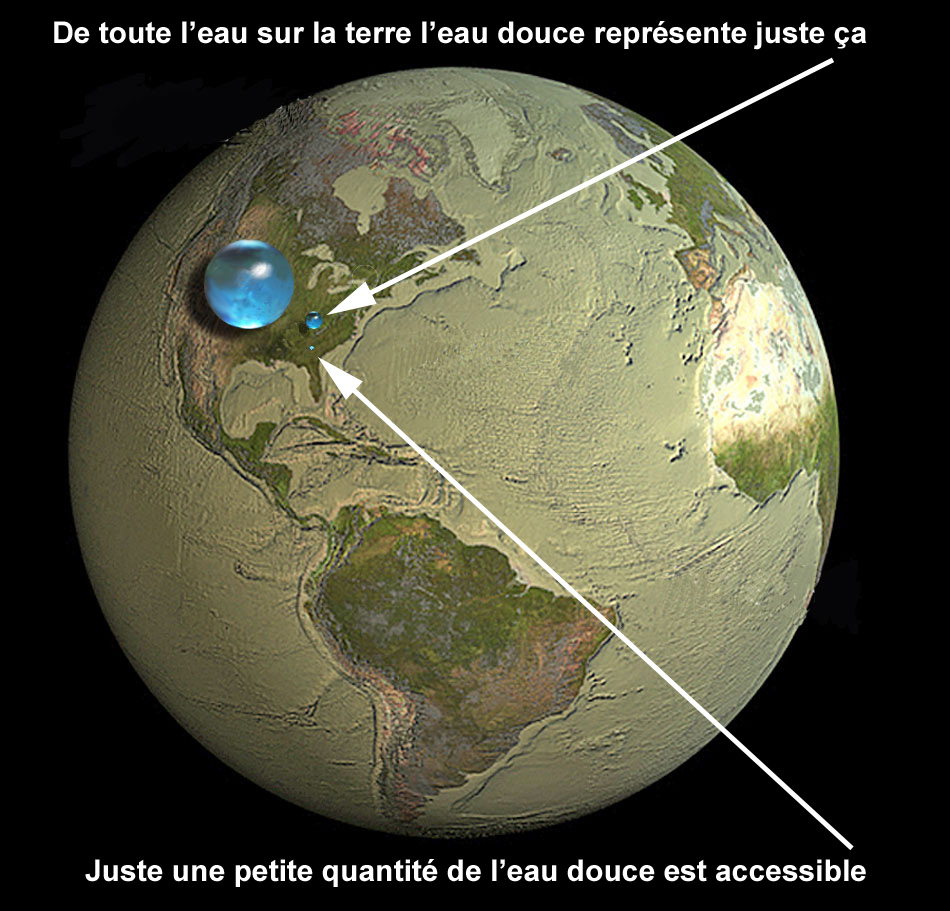 De toute l’eau sur la terre l’eau douce représente juste ça
Juste une petite quantité de l’eau douce est accessible